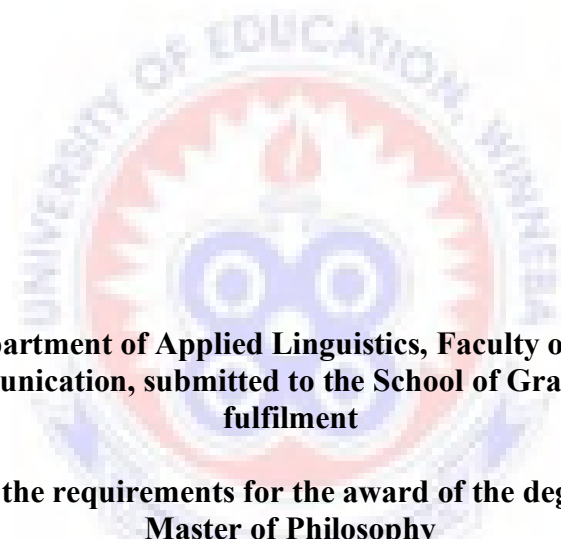 UNIVERSITY OF EDUCATION, WINNEBA
partment of Applied Linguistics, Faculty o
unication, submitted to the School of Gra
fulfilment
the requirements for the award of the deg
Master of Philosophy